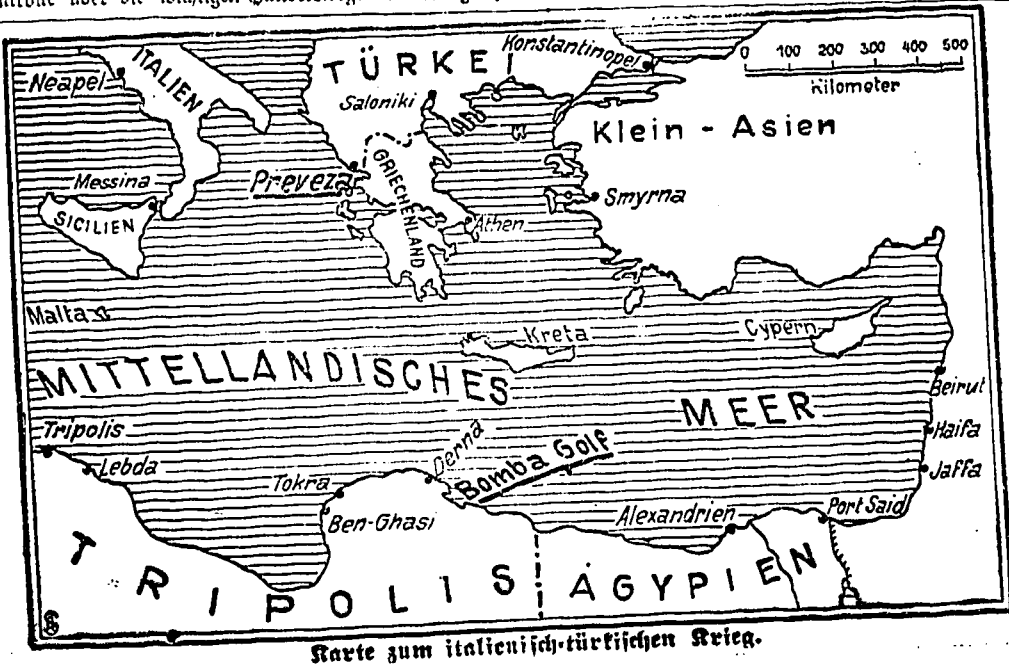 Konstantinopel
0 100 200 300 400 500
Kilometer
TÜRKEI
ITALIEN
Neapel
Saloniki
Klein - Asien
Messina
Preveza
GRIECHENLAND
Smyrna
SICILIEN
Athen
Malta
Kreta
Cypern
MITTELLANDISCHES
MEER
Beirut
Tripolis
Haifa
Lebda
Derna
Bomba Golf
Jaffa
Tokra
Ben-Ghasi
Alexandrien
Port Said
TRIPOLIS
ÄGYPIEN
Karte zum italienisch-türkischen Krieg.